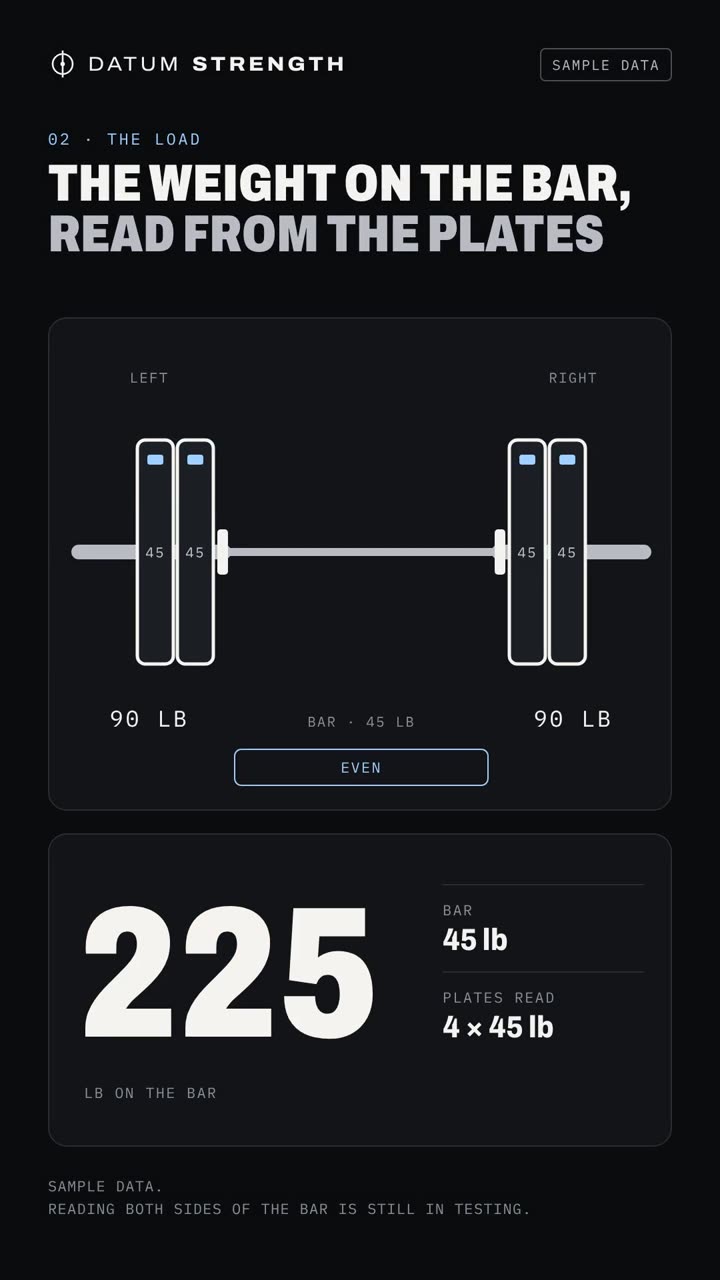 DATUM STRENGTH
SAMPLE DATA
02 · THE LOAD
THE WEIGHT ON THE BAR,
READ FROM THE PLATES
LEFT
RIGHT
45
45
45
45
90 LB
BAR · 45 LB
90 LB
EVEN
225
LB ON THE BAR
BAR
45 lb
PLATES READ
4 × 45 lb
SAMPLE DATA.
READING BOTH SIDES OF THE BAR IS STILL IN TESTING.